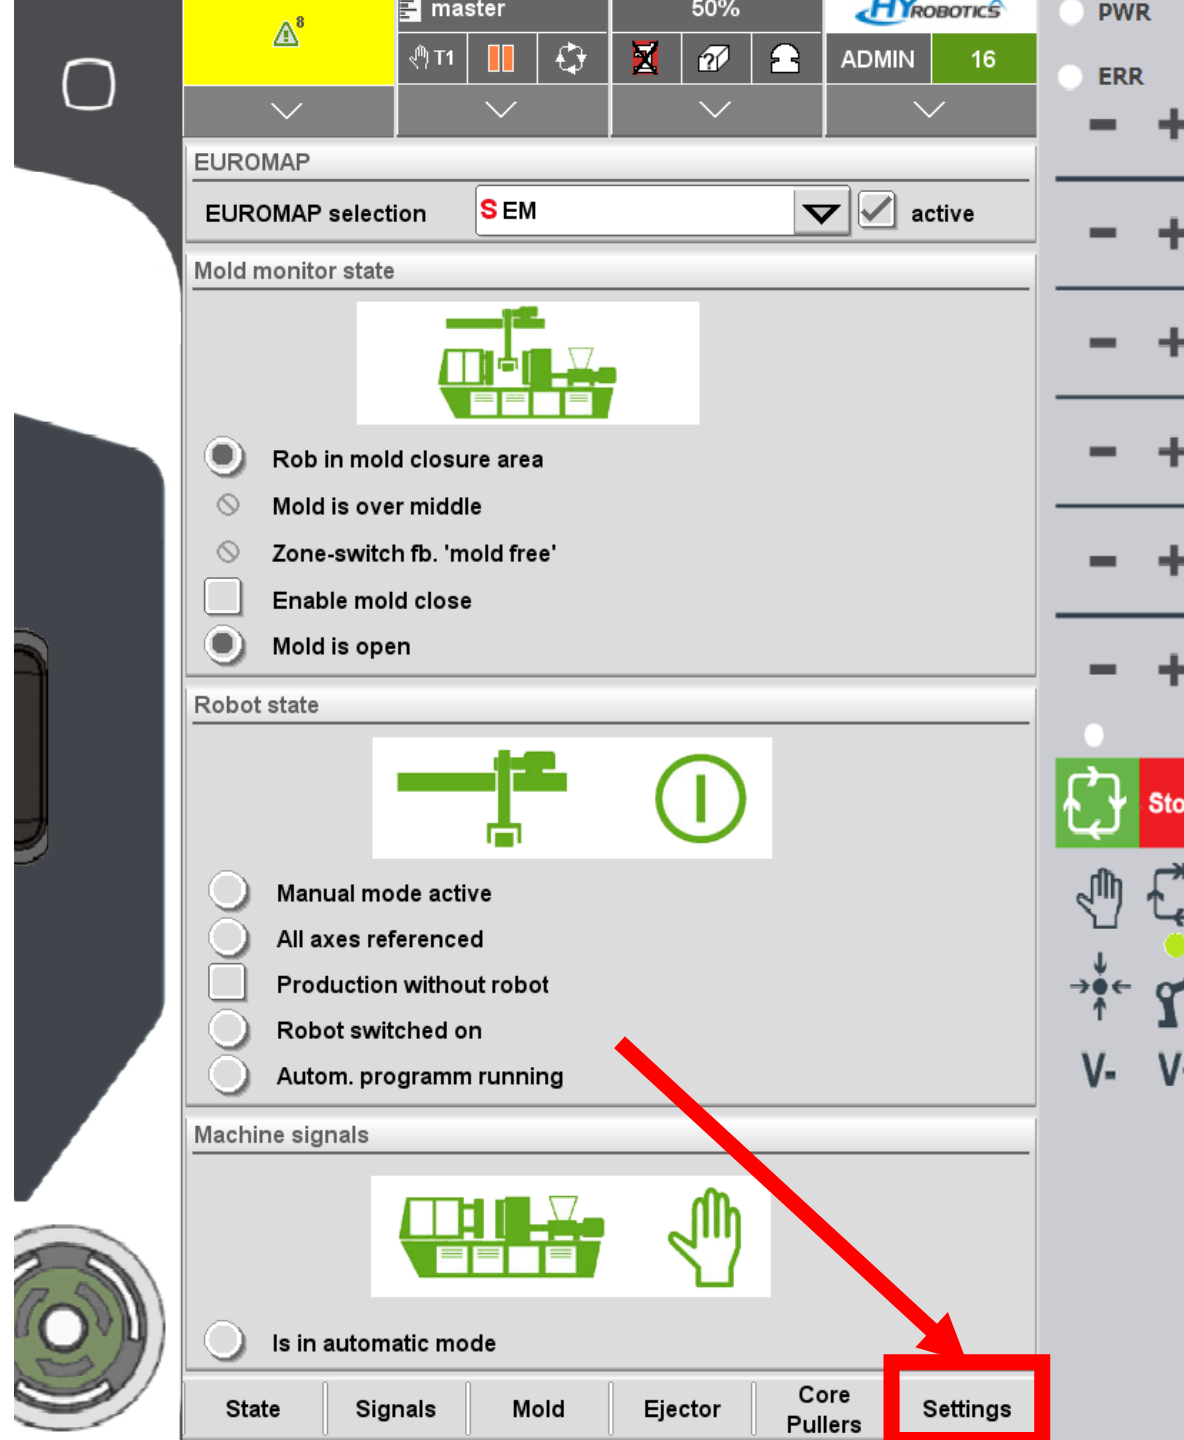 8
master
50%
HYROBOTICS
PWR
T1
ADMIN
16
ERR
- +
EUROMAP
EUROMAP selection
S EM
active
- +
Mold monitor state
- +
Rob in mold closure area
- +
Mold is over middle
Zone-switch fb. 'mold free'
- +
Enable mold close
Mold is open
- +
Robot state
Sto
Manual mode active
All axes referenced
Production without robot
Robot switched on
Autom. programm running
V-
Machine signals
Is in automatic mode
State
Signals
Mold
Ejector
Core
Pullers
Settings